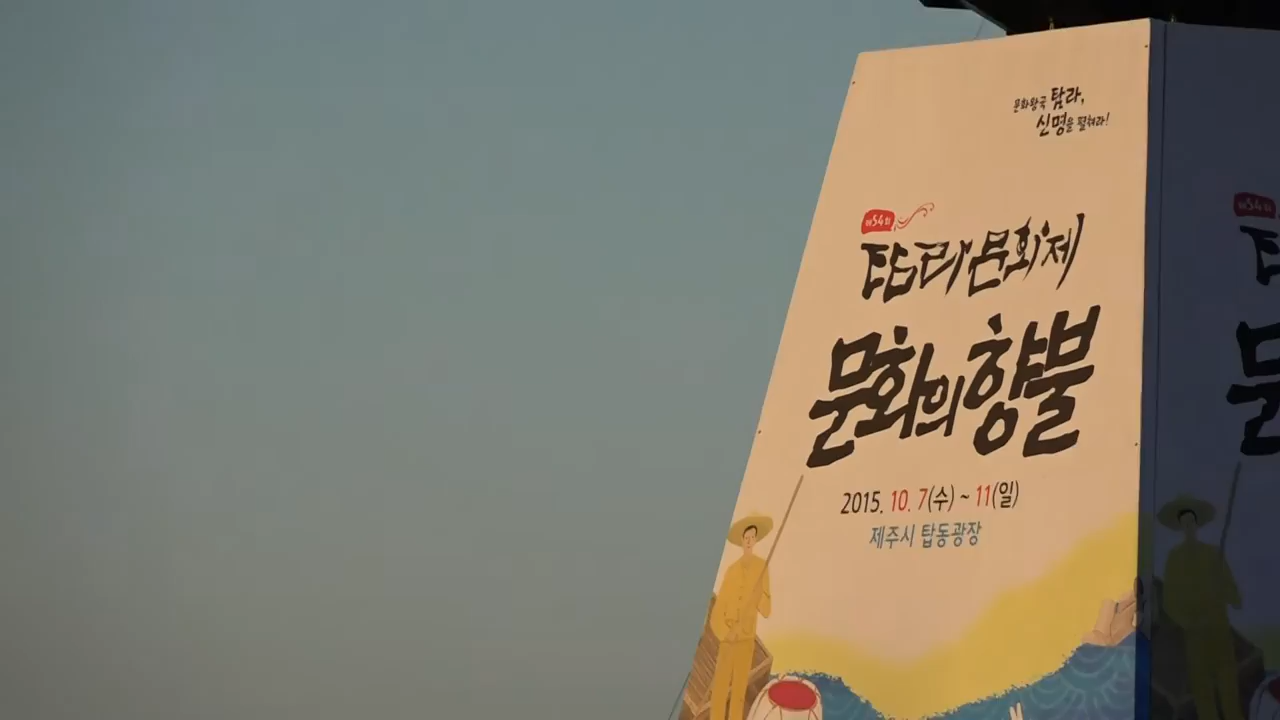 문화왕국 탐라,
신명을 펼쳐라!
제54회
탐라문화제
문화의 향불
2015. 10. 7(수) ~ 11(일)
제주시 탑동광장